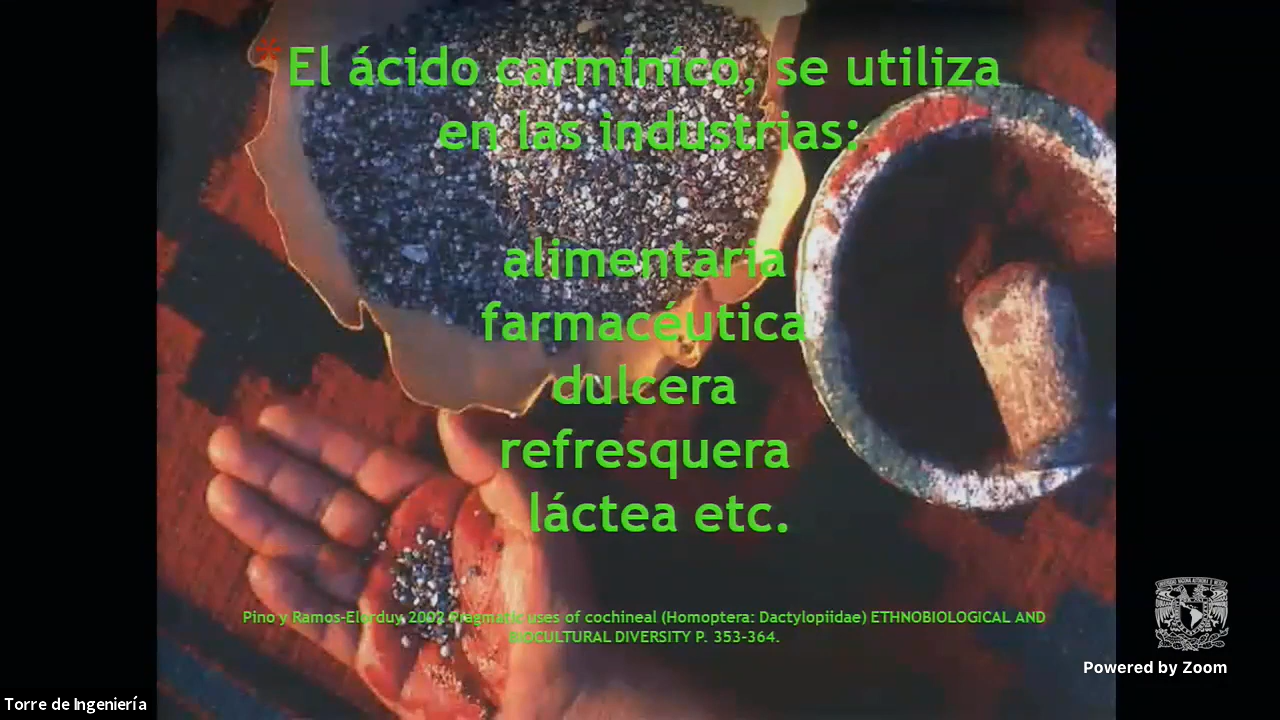 * El ácido carminíco, se utiliza
en las industrias:
alimentaria
farmacéutica
dulcera
refresquera
láctea etc.
Pino y Ramos-Elorduy 2002 Pragmatic uses of cochineal (Homoptera: Dactylopiidae) ETHNOBIOLOGICAL AND
BIOCULTURAL DIVERSITY P. 353-364.
Powered by Zoom
Torre de Ingeniería